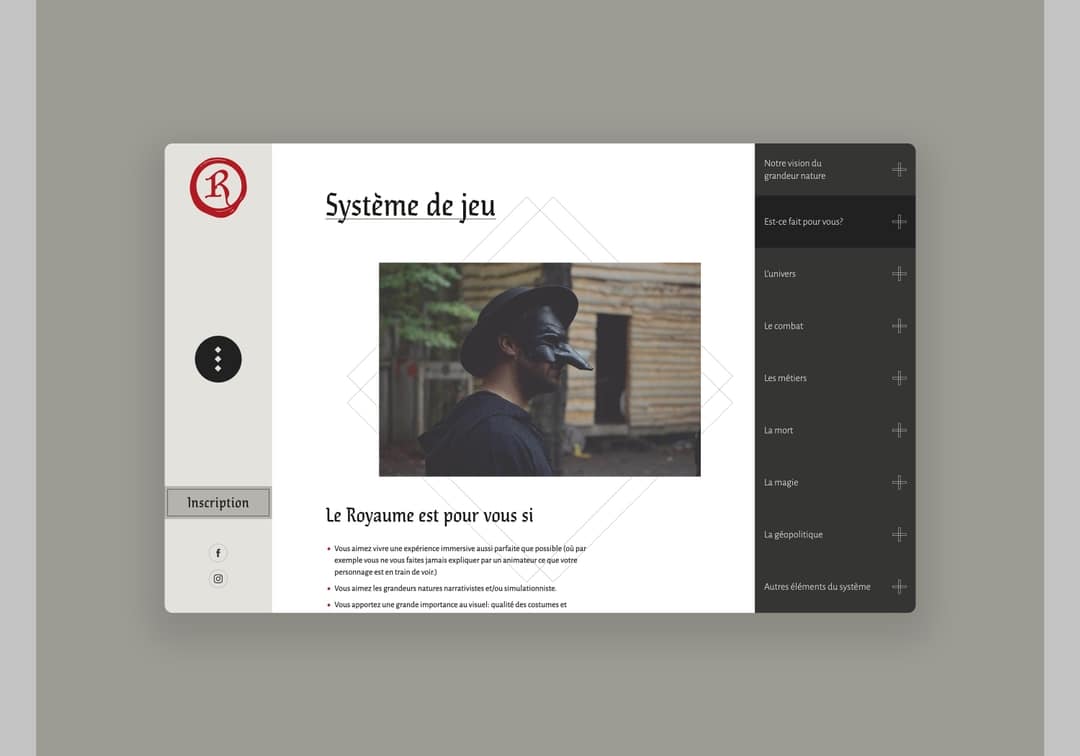 R
Inscription
f
Système de jeu
Le Royaume est pour vous si
Vous aimez vivre une expérience immersive aussi parfaite que possible (où par
exemple vous ne vous faites jamais expliquer par un animateur ce que votre
personnage est en train de voir.)
Vous aimez les grandeurs natures narrativistes et/ou simulationniste.
Vous apportez une grande importance au visuel: qualité des costumes et
Notre vision du
grandeur nature
Est-ce fait pour vous?
L'univers
Le combat
Les métiers
La mort
La magie
La géopolitique
Autres éléments du système